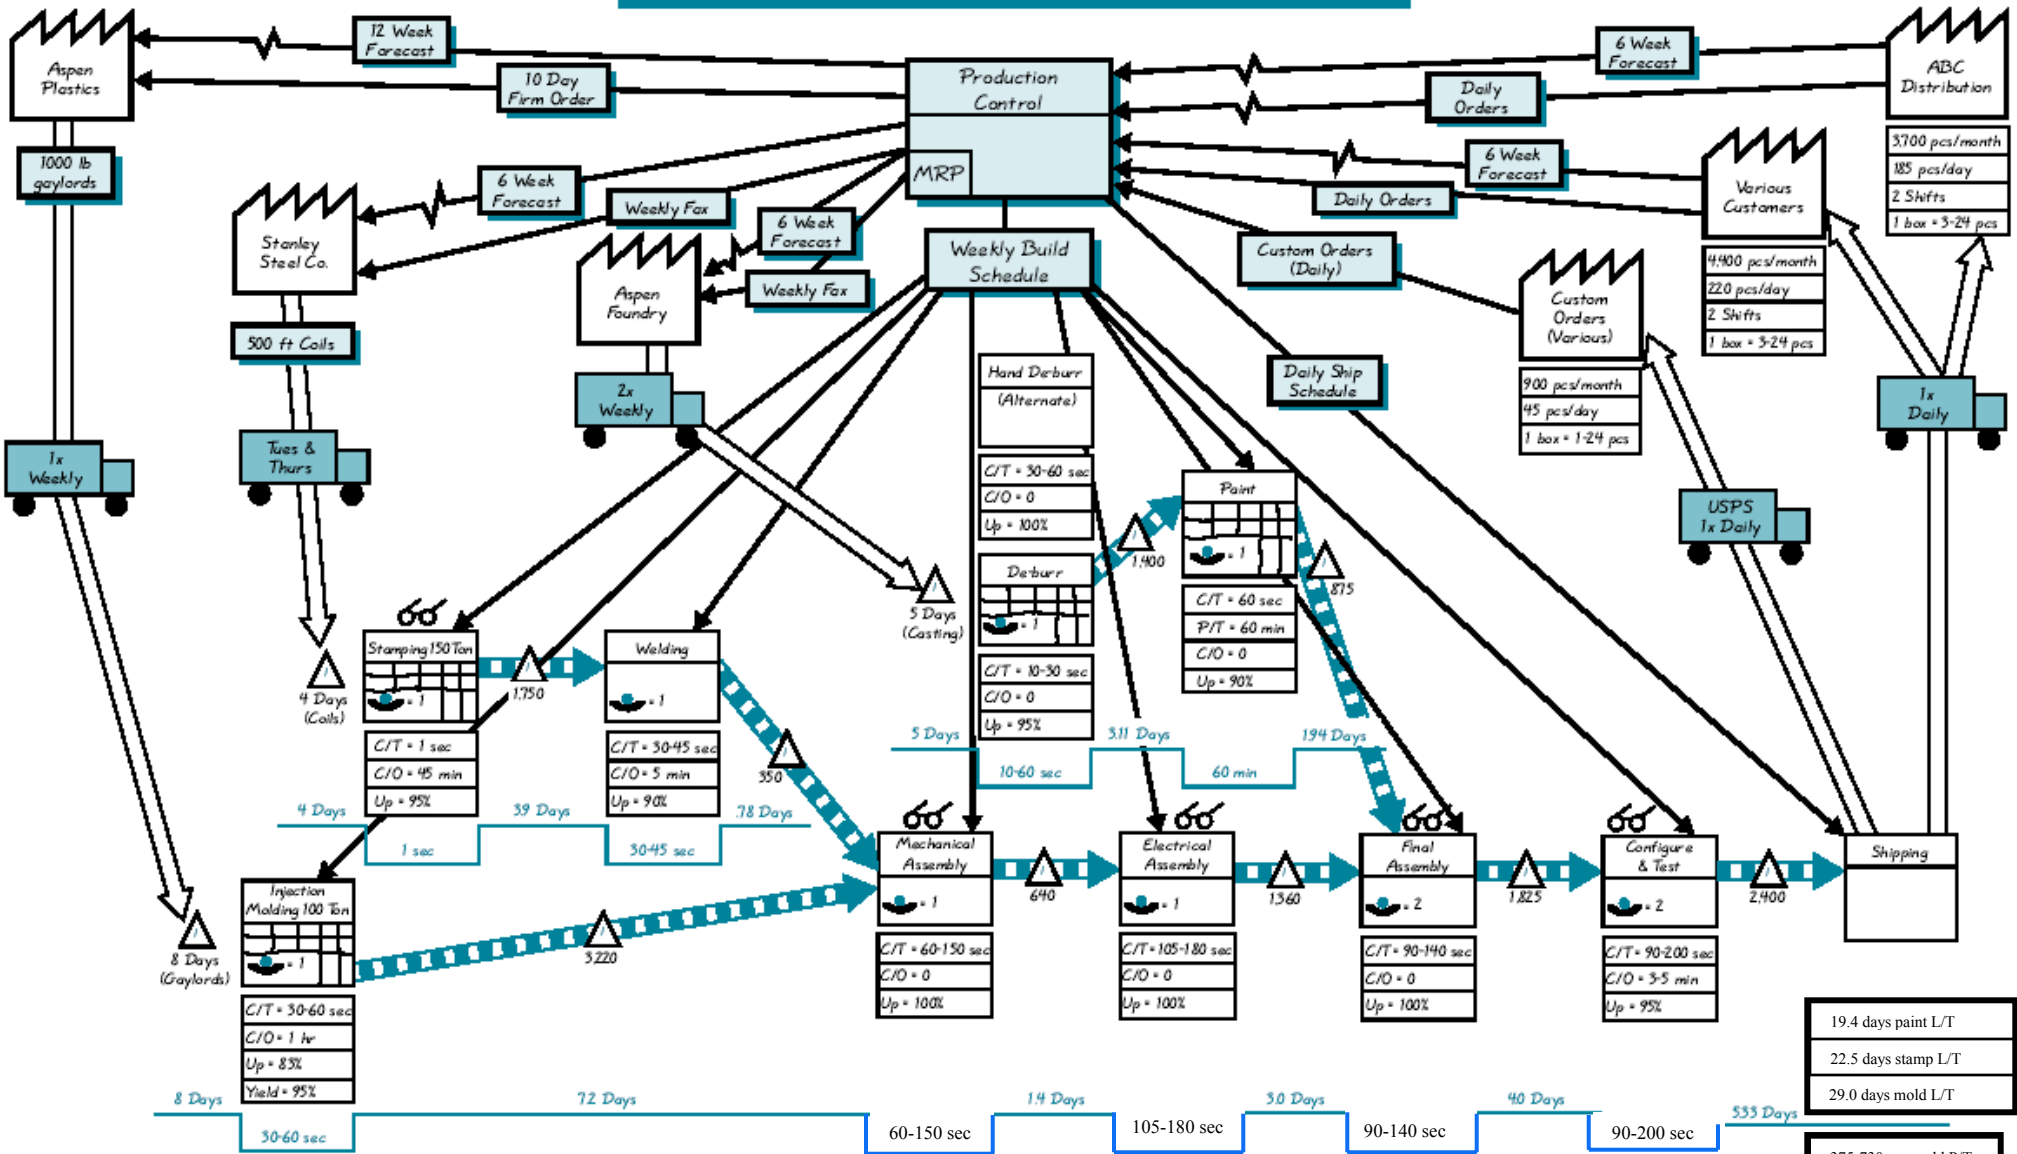 12 Week
Forecast
6 Week
Forecast
Aspen
Plastics
10 Day
Firm Order
Production
Control
MRP
Daily
Orders
ABC
Distribution
1000 lb
gaylords
6 Week
Forecast
Weekly Fax
6 Week
Forecast
Weekly Fax
6 Week
Forecast
Daily Orders
Various
Customers
3,700 pcs/month
185 pcs/day
2 Shifts
1 box = 3-24 pcs
Stanley
Steel Co.
Aspen
Foundry
Weekly Build
Schedule
Custom Orders
(Daily)
Custom
Orders
(Various)
4,400 pcs/month
220 pcs/day
2 Shifts
1 box = 3-24 pcs
500 ft Coils
900 pcs/month
45 pcs/day
1 box = 1-24 pcs
Daily Ship
Schedule
1x
Weekly
Tues &
Thurs
2x
Weekly
1x
Daily
USPS
1x Daily
Hand Deburr
(Alternate)
C/T = 30-60 sec
C/O = 0
Up = 100%
Deburr
= 1
C/T = 10-30 sec
C/O = 0
Up = 95%
1,400
Paint
= 1
C/T = 60 sec
P/T = 60 min
C/O = 0
Up = 90%
875
5 Days
(Casting)
4 Days
(Coils)
Stamping 150 Ton
= 1
C/T = 1 sec
C/O = 45 min
Up = 95%
1,750
Welding
= 1
C/T = 30-45 sec
C/O = 5 min
Up = 90%
350
5 Days
10-60 sec
3.11 Days
60 min
1.94 Days
4 Days
1 sec
3.9 Days
30-45 sec
.78 Days
8 Days
(Gaylords)
Injection
Molding 100 Ton
= 1
C/T = 30-60 sec
C/O = 1 hr
Up = 85%
Yield = 95%
3,220
Mechanical
Assembly
= 1
C/T = 60-150 sec
C/O = 0
Up = 100%
640
Electrical
Assembly
= 1
C/T = 105-180 sec
C/O = 0
Up = 100%
1,360
Final
Assembly
= 2
C/T = 90-140 sec
C/O = 0
Up = 100%
1,825
Configure
& Test
= 2
C/T = 90-200 sec
C/O = 3-5 min
Up = 95%
2,400
Shipping
19.4 days paint L/T
22.5 days stamp L/T
29.0 days mold L/T
8 Days
30-60 sec
7.2 Days
60-150 sec
1.4 Days
105-180 sec
3.0 Days
90-140 sec
4.0 Days
90-200 sec
5.33 Days